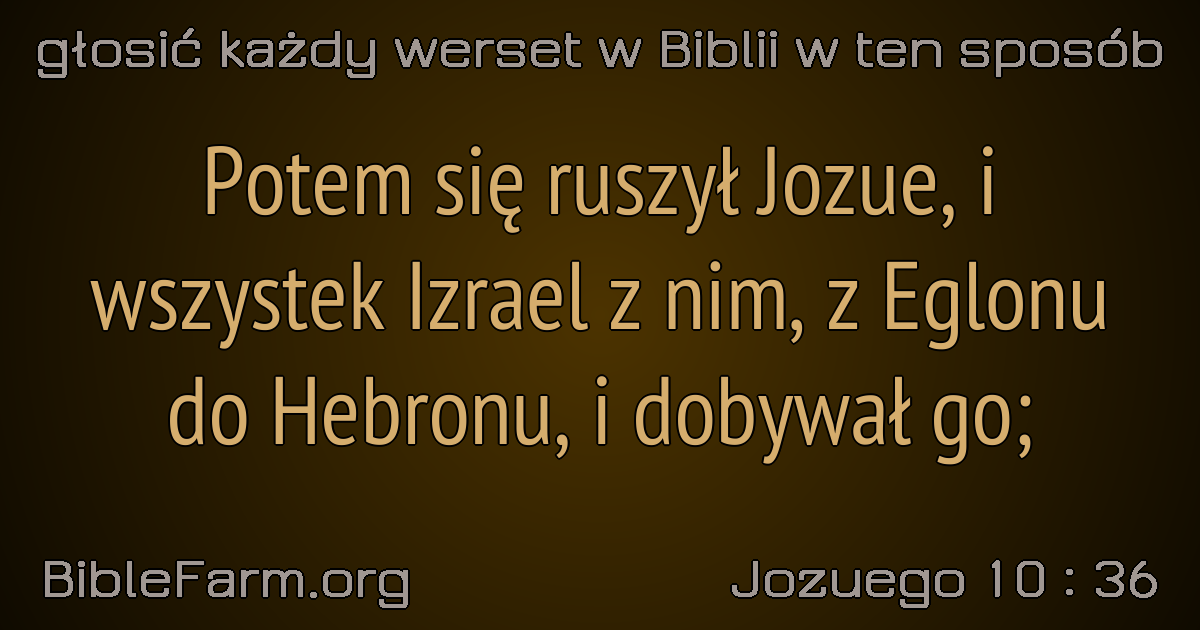 głosić każdy werset w Biblii w ten sposób
Potem się ruszył Jozue, i
wszystek Izrael z nim, z Eglonu
do Hebronu, i dobywał go;
BibleFarm.org
Jozuego 10 : 36